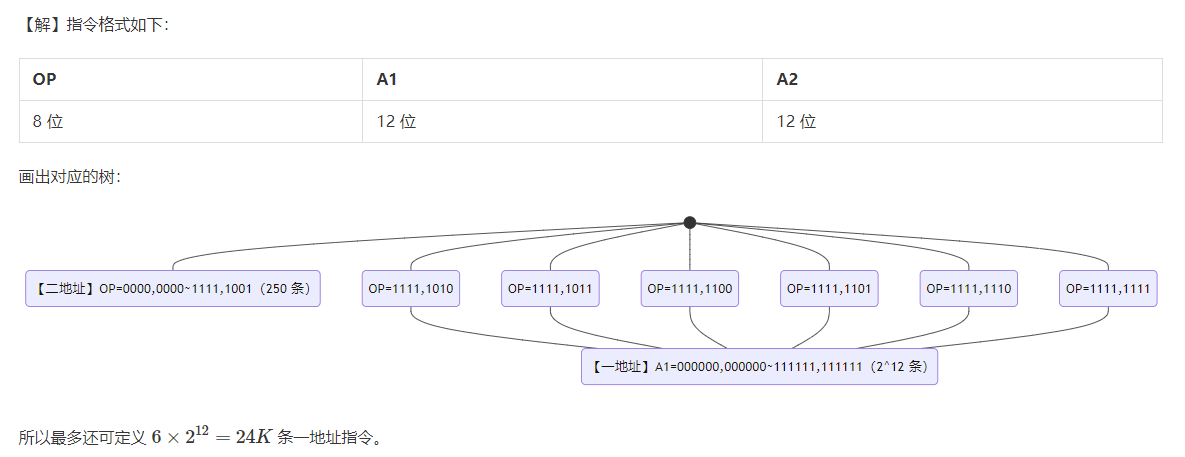 【解】指令格式如下：
OP A1 A2
8 位 12 位 12 位
画出对应的树：
【二地址】OP=0000,0000~1111,1001（250 条） OP=1111,1010 OP=1111,1011 OP=1111,1100 OP=1111,1101 OP=1111,1110 OP=1111,1111
【一地址】A1=000000,000000~111111,111111（2^12 条）
所以最多还可定义 6 × 2¹² = 24K 条一地址指令。